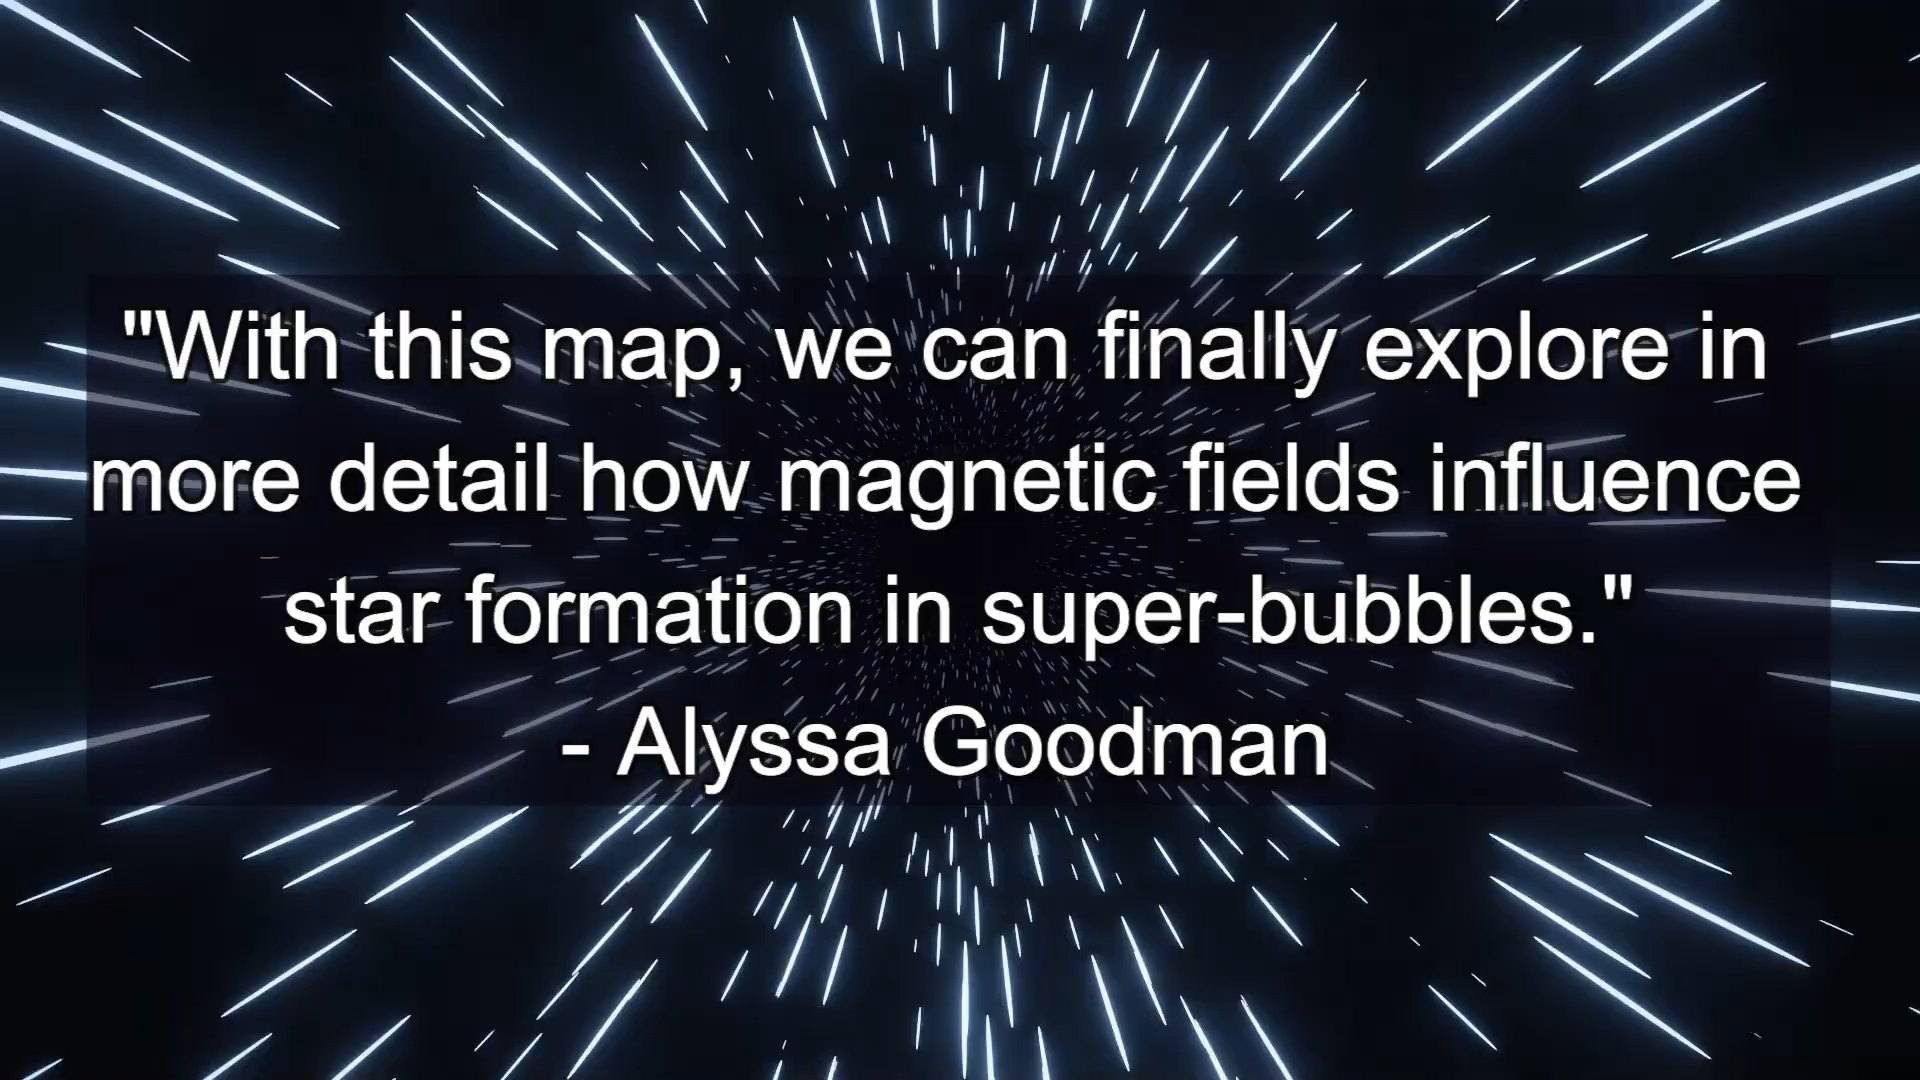 "With this map, we can finally explore in
more detail how magnetic fields influence
star formation in super-bubbles."
- Alyssa Goodman